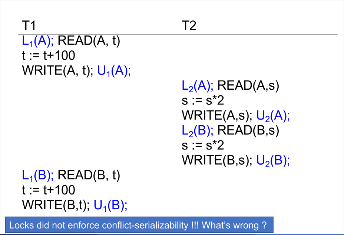 T1 T2
L1(A); READ(A, t)
t := t+100
WRITE(A, t); U1(A);
L2(A); READ(A,s)
s := s*2
WRITE(A,s); U2(A);
L2(B); READ(B,s)
s := s*2
WRITE(B,s); U2(B);
L1(B); READ(B, t)
t := t+100
WRITE(B,t); U1(B);
Locks did not enforce conflict-serializability !!! What's wrong ?